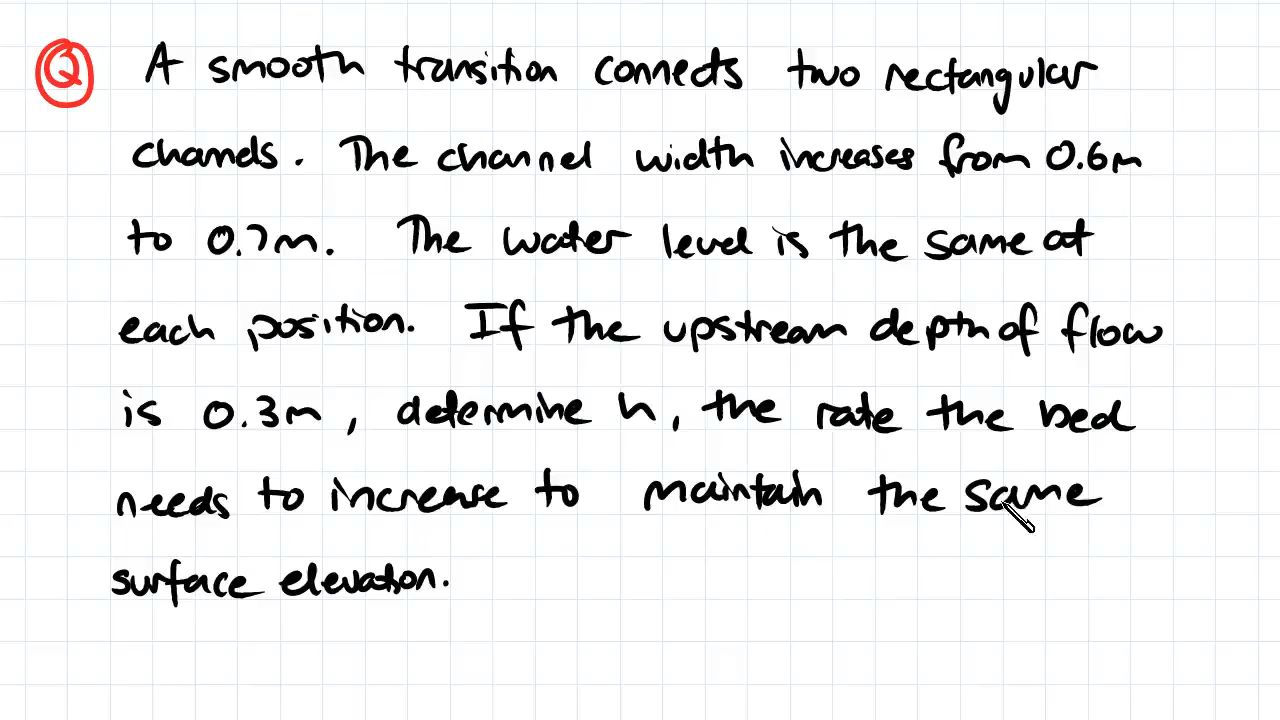 Q A smooth transition connects two rectangular
channels. The channel width increases from 0.6m
to 0.7m. The water level is the same at
each position. If the upstream depth of flow
is 0.3m, determine h, the rate the bed
needs to increase to maintain the same
surface elevation.